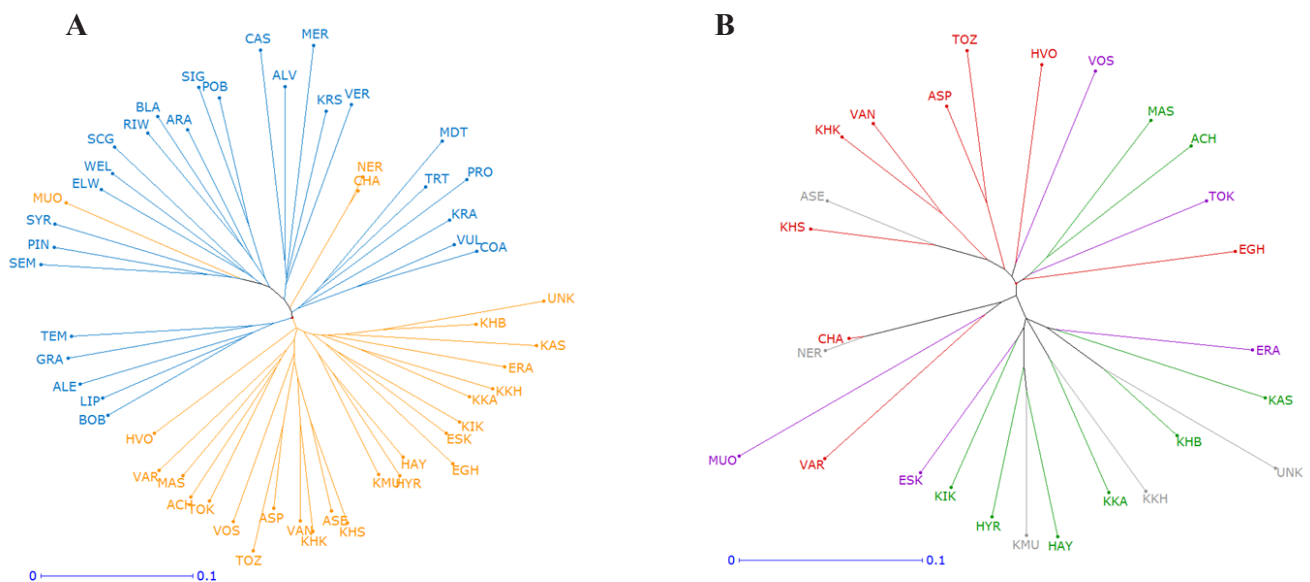 A
CAS
MER
SIG
POB
ALV
BLA
ARA
KRS
VER
RIW
MDT
SCG
NER
CHA
WEL
TRT
PRO
ELW
MUO
KRA
SYR
VUL
COA
PIN
SEM
UNK
KHB
TEM
KAS
GRA
ERA
ALE
KKH
KKA
LIP
BOB
KIK
ESK
HVO
HAY
EGH
VAR
MAS
KMU
HYR
ACH
TOK
ASP
ASE
VOS
VAN
KHK
KHS
TOZ
0 0.1
B
TOZ
HVO
VOS
ASP
MAS
VAN
KHK
ACH
ASE
TOK
KHS
EGH
CHA
NER
ERA
KAS
KHB
MUO
VAR
UNK
ESK
KIK
KKA
KKH
HYR
KMU
HAY
0 0.1